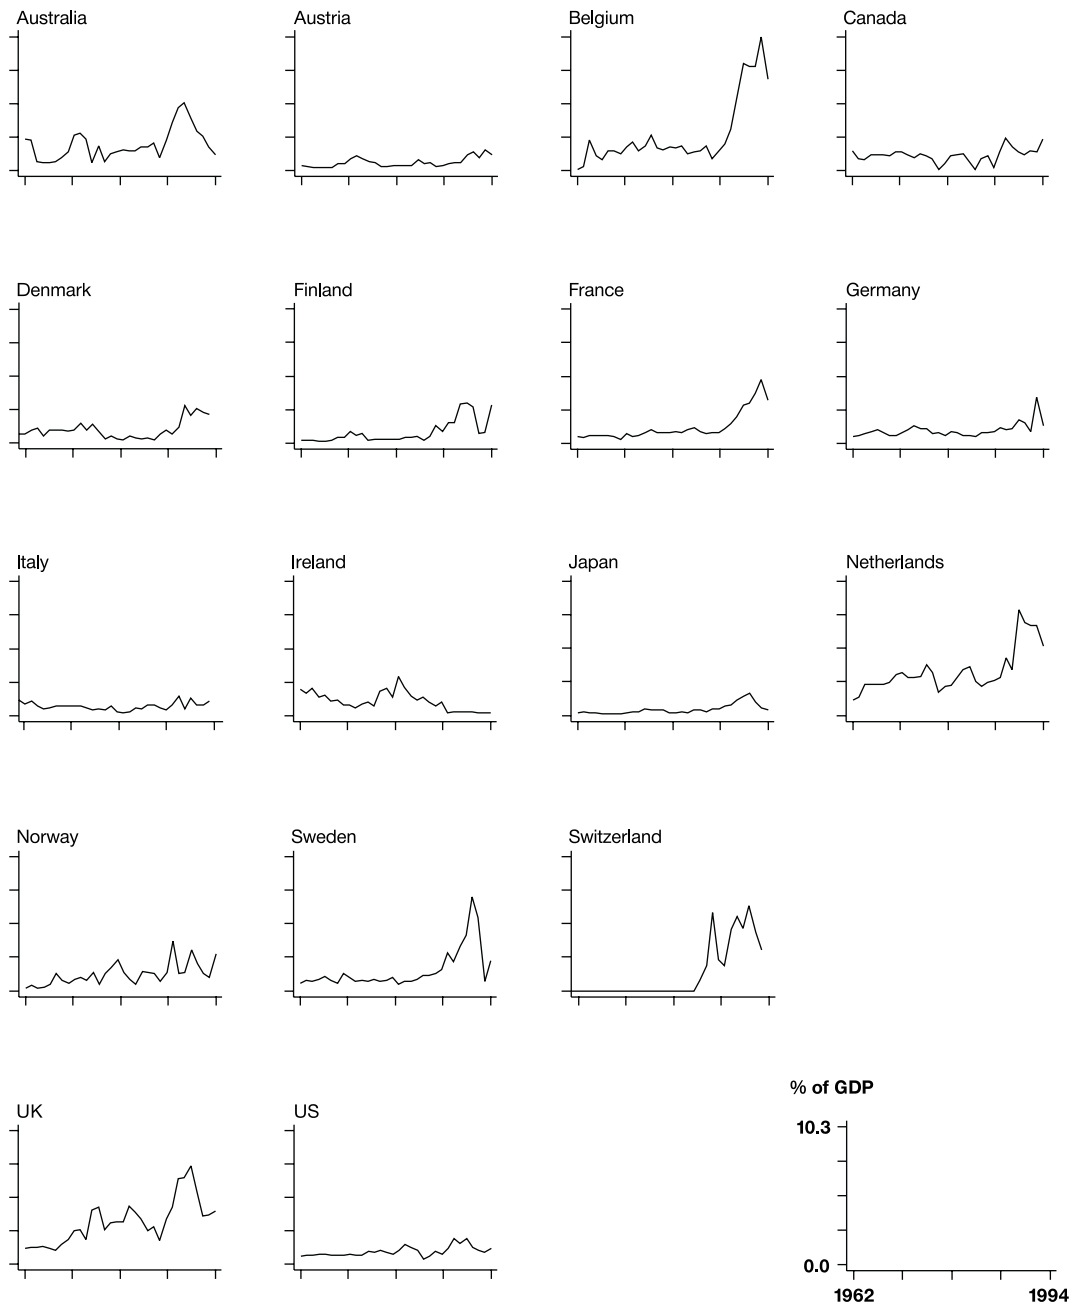 Australia
Austria
Belgium
Canada
Denmark
Finland
France
Germany
Italy
Ireland
Japan
Netherlands
Norway
Sweden
Switzerland
UK
US
% of GDP
10.3
0.0
1962
1994